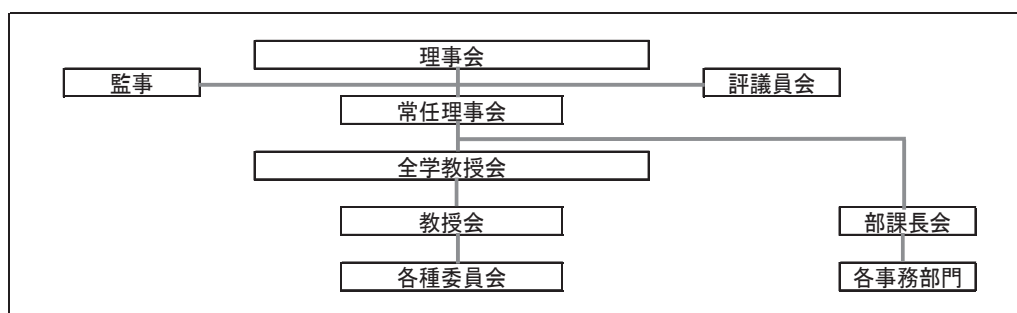 理事会
監事
評議員会
常任理事会
全学教授会
教授会
部課長会
各種委員会
各事務部門